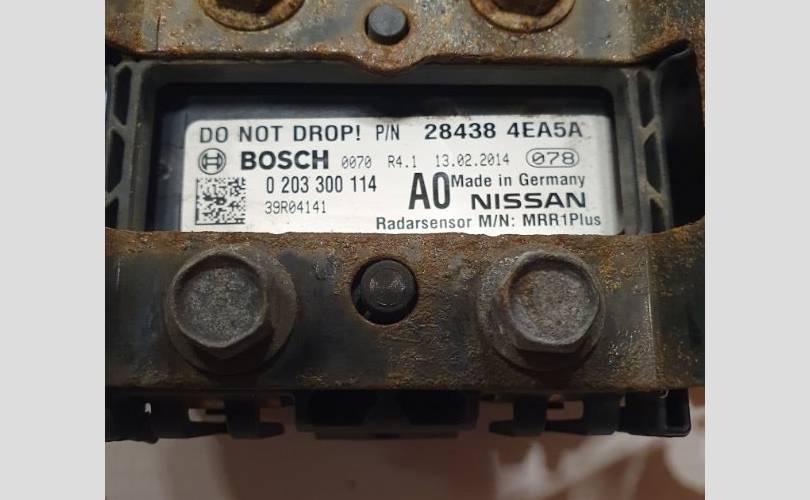 DO NOT DROP! P/N 28438 4EA5A
BOSCH 0070 R4.1 13.02.2014 078
0 203 300 114 A0 Made in Germany
39R04141 NISSAN
Radarsensor M/N: MRR1Plus